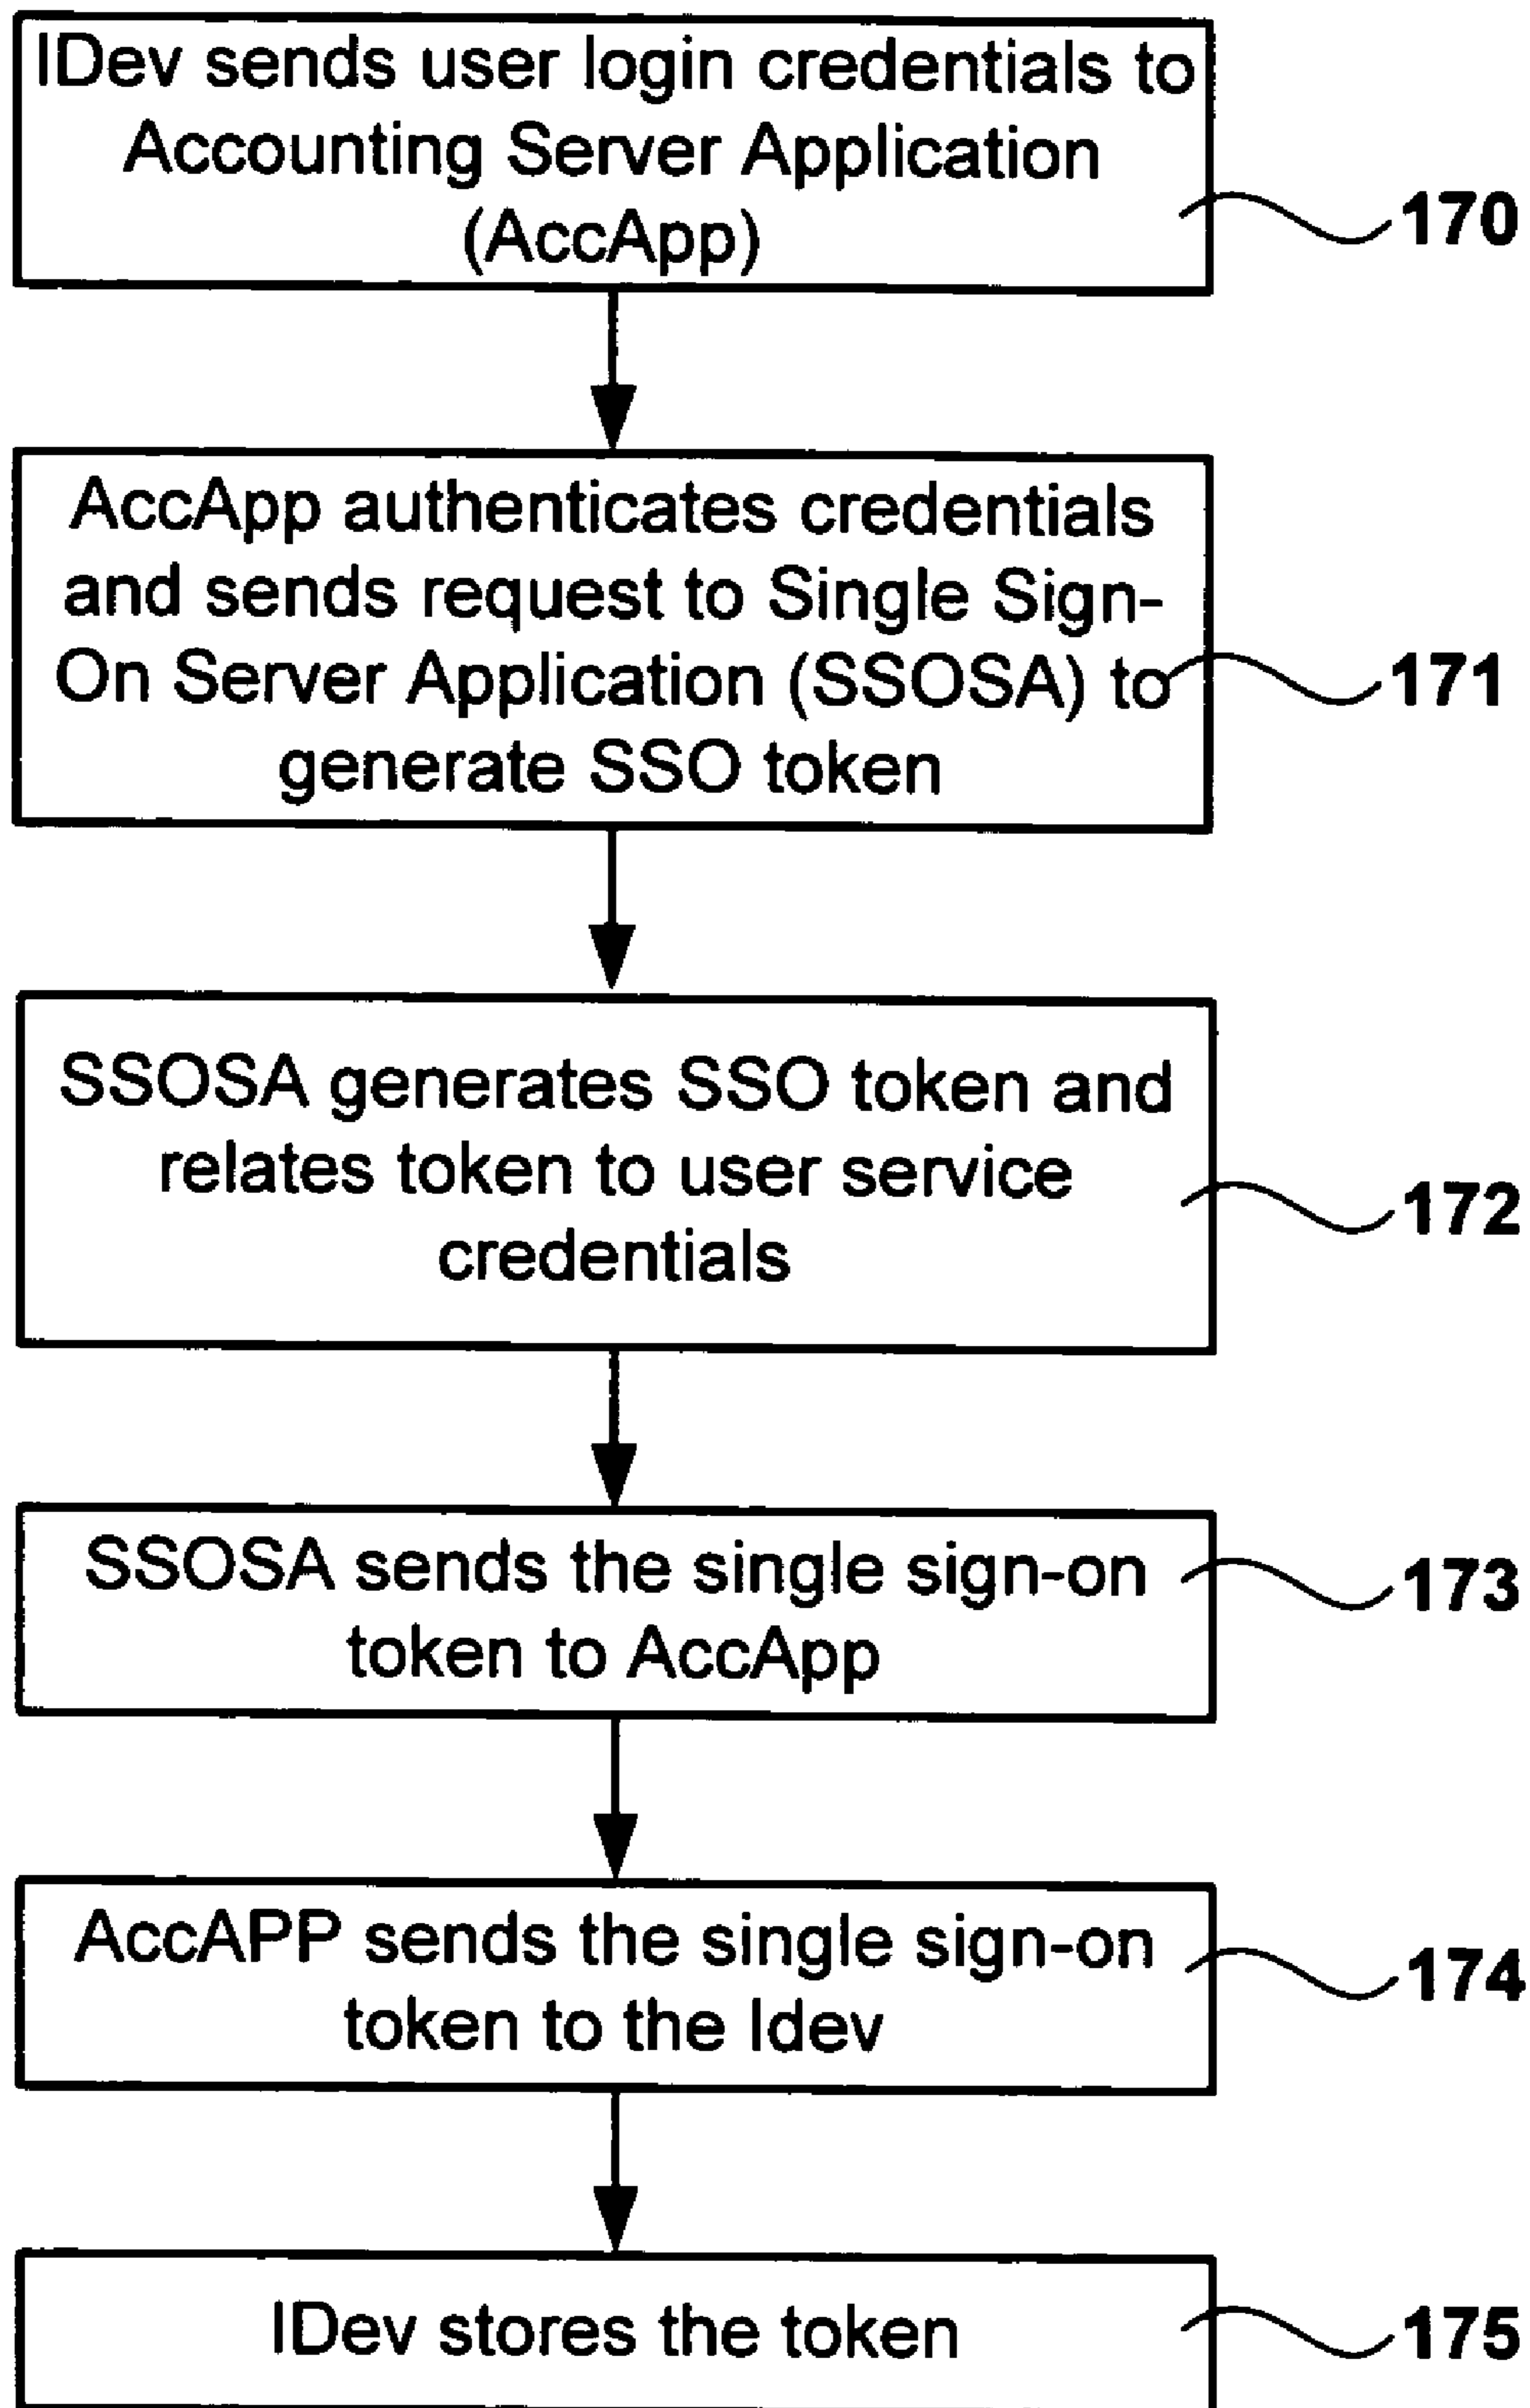 IDev sends user login credentials to
Accounting Server Application
(AccApp)
170
AccApp authenticates credentials
and sends request to Single Sign-
On Server Application (SSOSA) to
generate SSO token
171
SSOSA generates SSO token and
relates token to user service
credentials
172
SSOSA sends the single sign-on
token to AccApp
173
AccAPP sends the single sign-on
token to the Idev
174
IDev stores the token
175